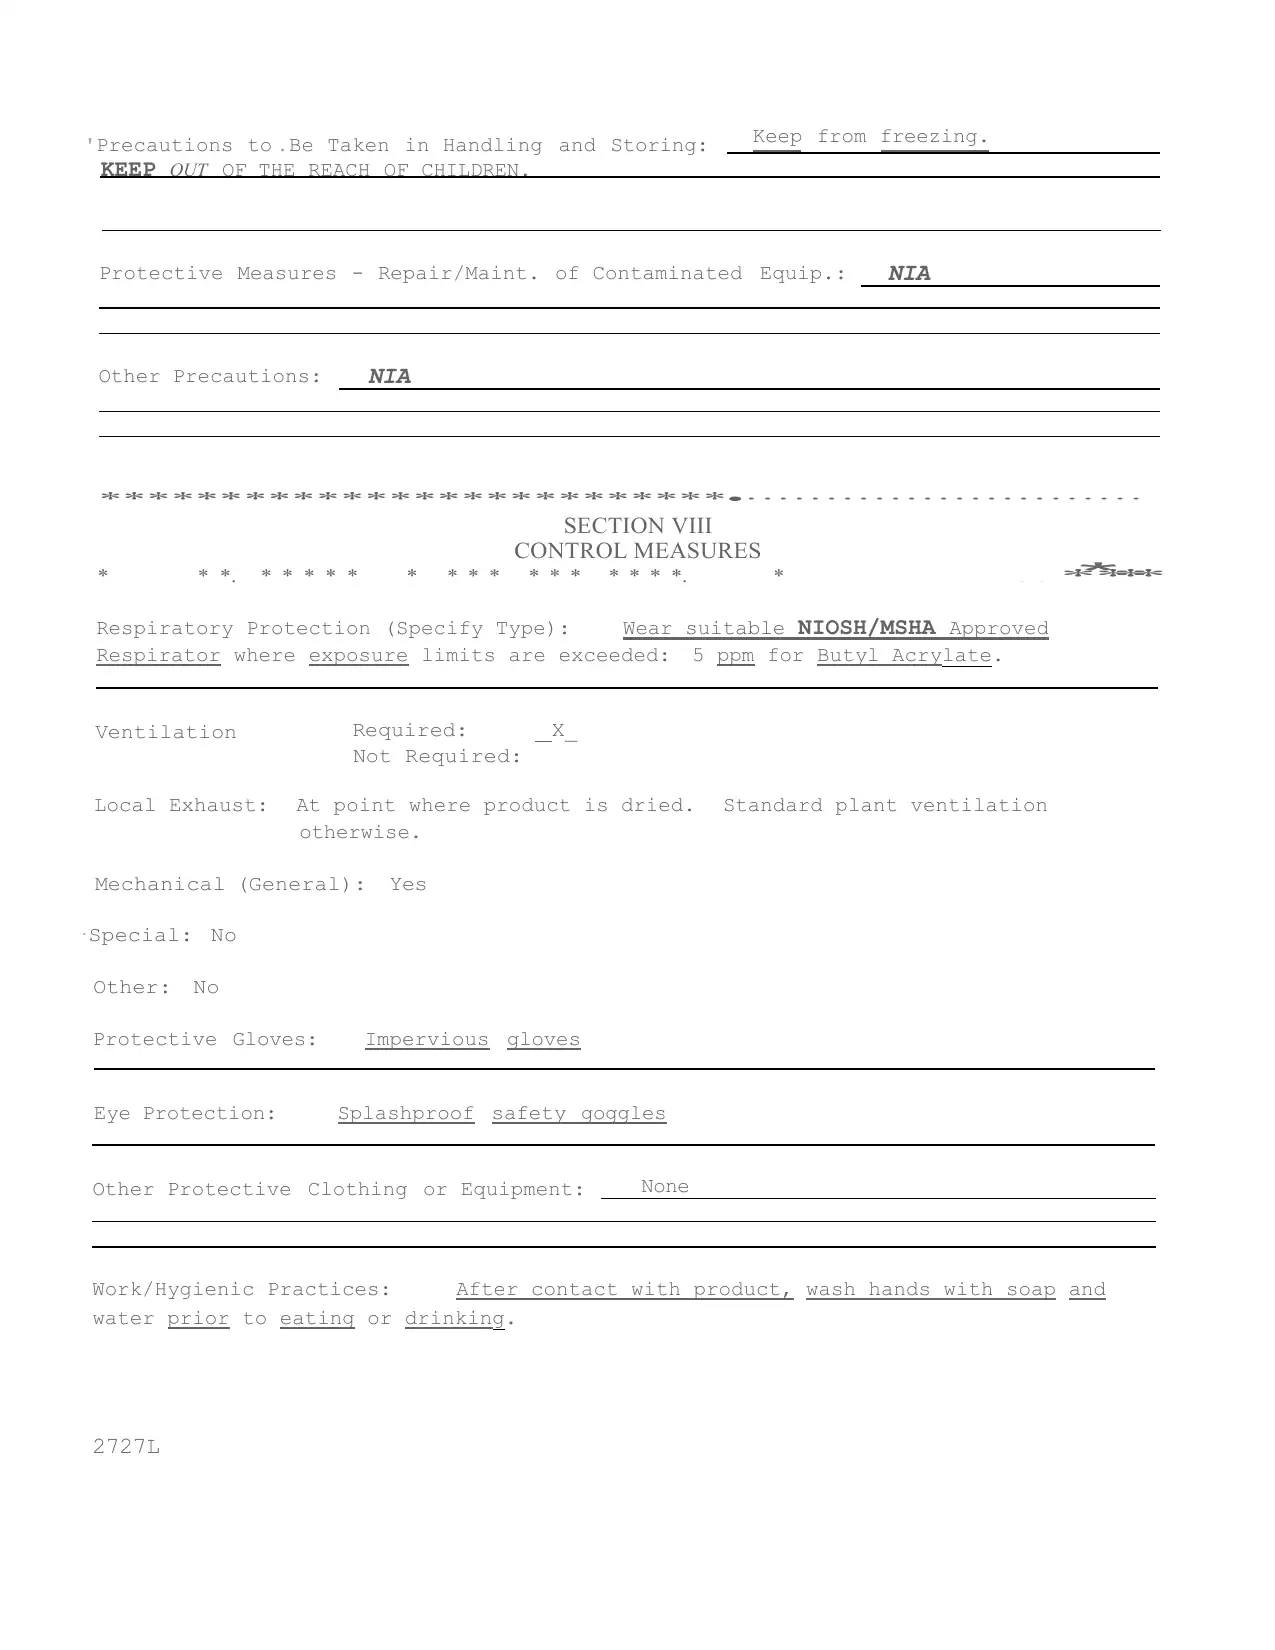 'Precautions to .Be Taken in Handling and Storing: Keep from freezing.
KEEP OUT OF THE REACH OF CHILDREN.
Protective Measures - Repair/Maint. of Contaminated Equip.: NIA
Other Precautions: NIA
**************************•-------------------------
SECTION VIII
CONTROL MEASURES
* * *. * * * * * * * * * * * * * * * *. * . . *****
Respiratory Protection (Specify Type): Wear suitable NIOSH/MSHA Approved
Respirator where exposure limits are exceeded: 5 ppm for Butyl Acrylate.
Ventilation Required: _X_
Not Required:
Local Exhaust: At point where product is dried. Standard plant ventilation
otherwise.
Mechanical (General): Yes
·Special: No
Other: No
Protective Gloves: Impervious gloves
Eye Protection: Splashproof safety goggles
Other Protective Clothing or Equipment: None
Work/Hygienic Practices: After contact with product, wash hands with soap and
water prior to eating or drinking.
2727L